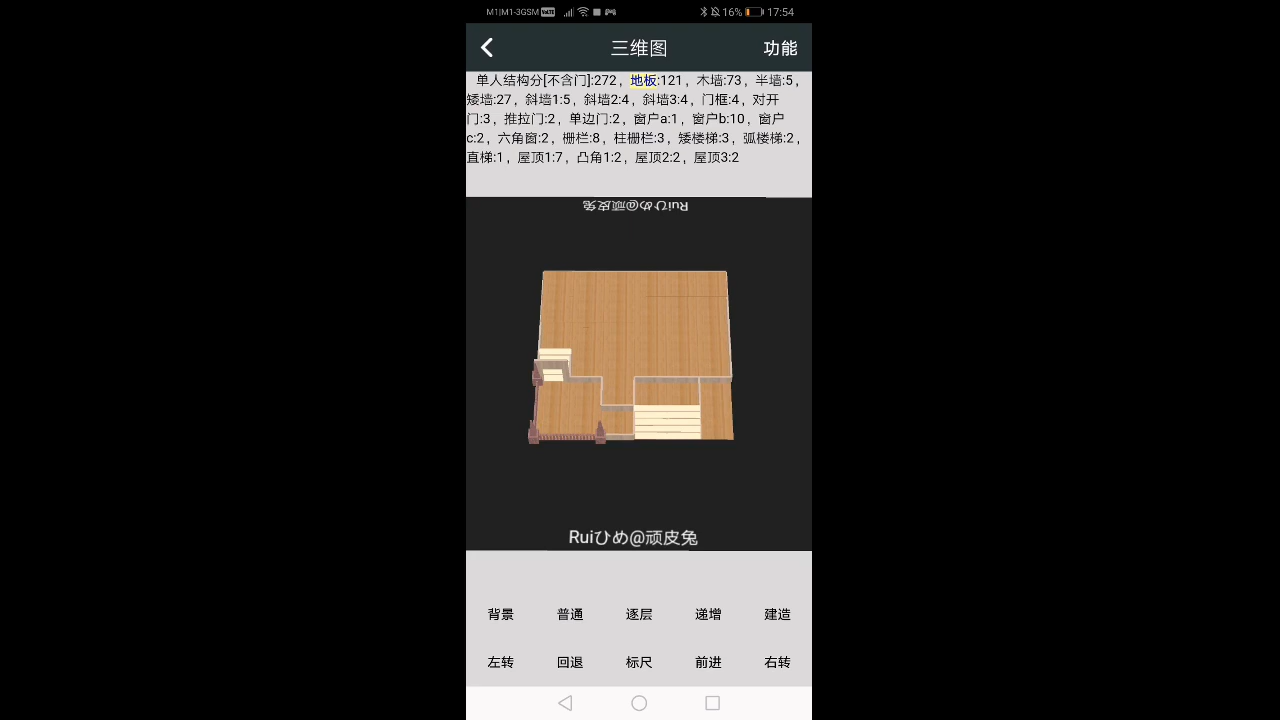 M1|M1-3GSM VoLTE 16% 17:54
三维图 功能
单人结构分[不含门]:272，地板:121，木墙:73，半墙:5，
矮墙:27，斜墙1:5，斜墙2:4，斜墙3:4，门框:4，对开
门:3，推拉门:2，单边门:2，窗户a:1，窗户b:10，窗户
c:2，六角窗:2，栅栏:8，柱栅栏:3，矮楼梯:3，弧楼梯:2，
直梯:1，屋顶1:7，凸角1:2，屋顶2:2，屋顶3:2
Ruiひめ@顽皮兔
Ruiひめ@顽皮兔
背景 普通 逐层 递增 建造
左转 回退 标尺 前进 右转